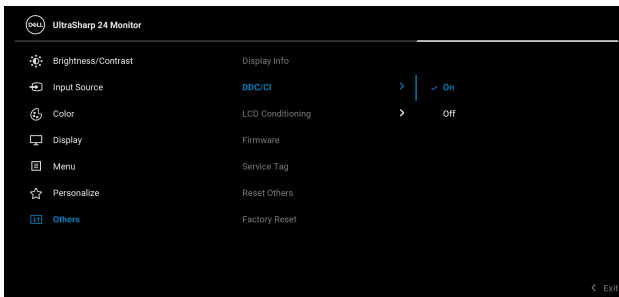 DELL UltraSharp 24 Monitor
Brightness/Contrast Display Info
Input Source DDC/CI On
Color LCD Conditioning Off
Display Firmware
Menu Service Tag
Personalize Reset Others
Others Factory Reset
Exit